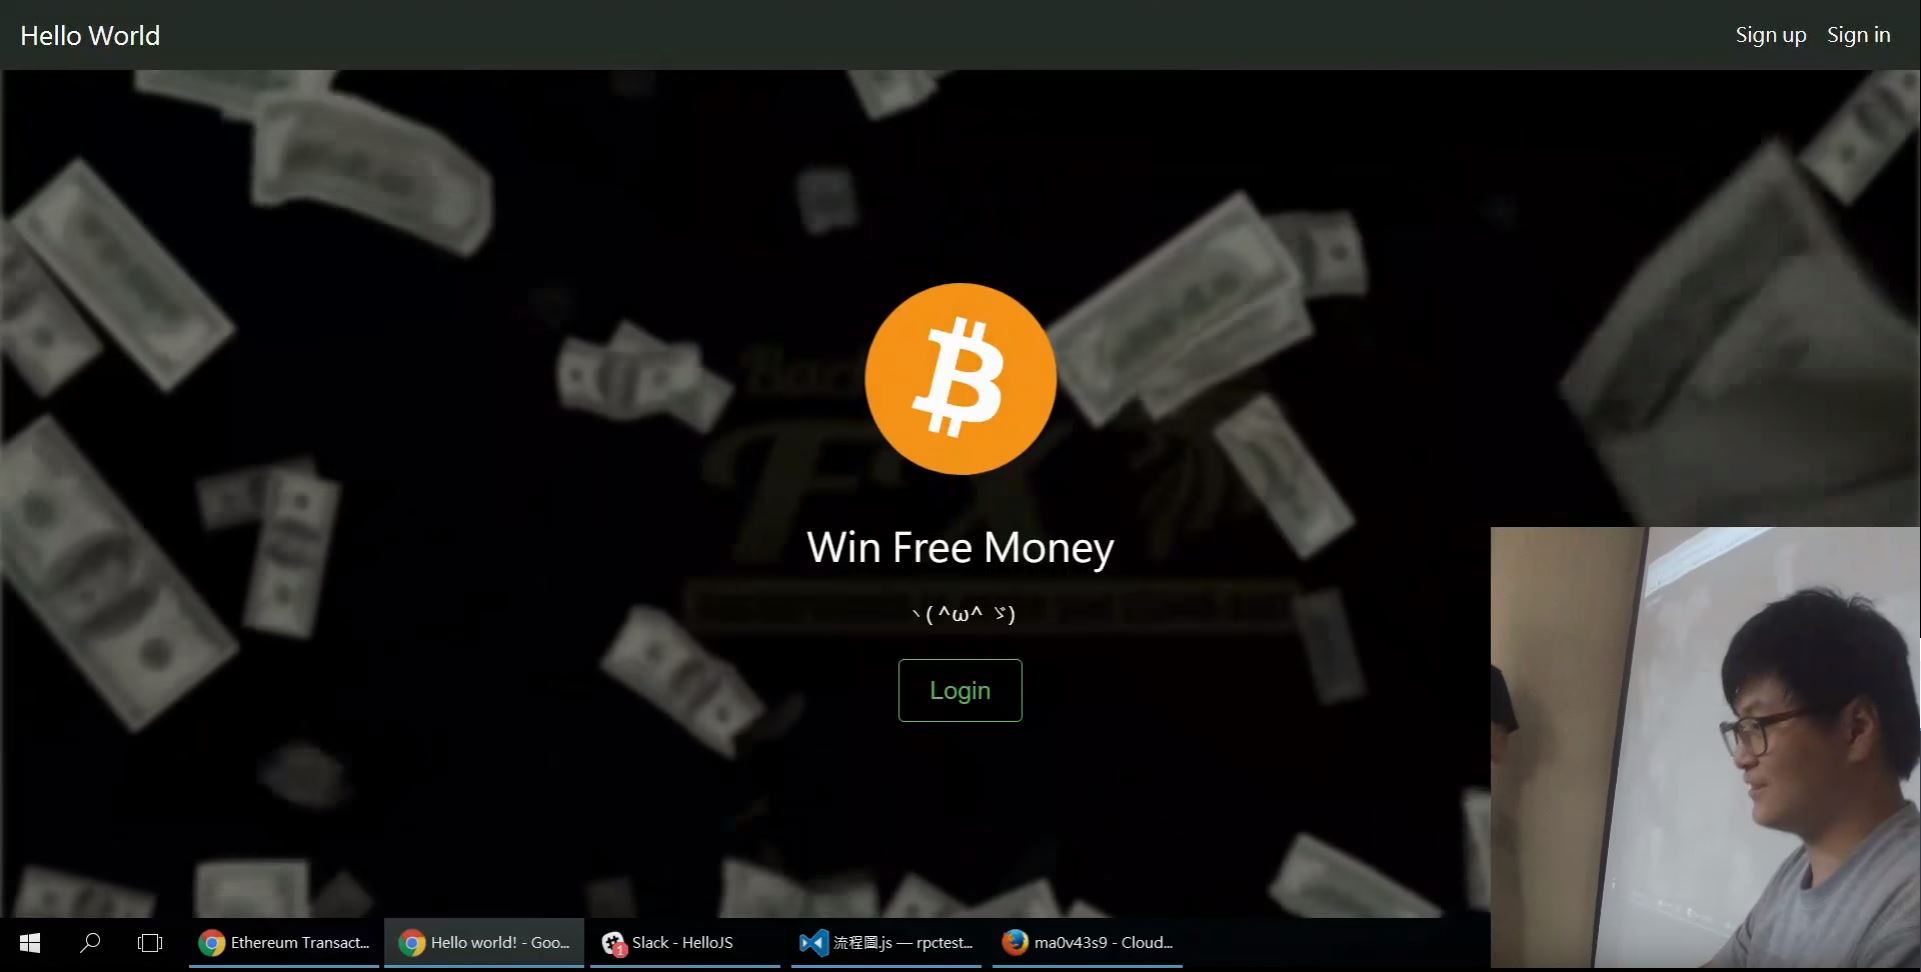 Hello World
Sign up
Sign in
Win Free Money
ヽ( ^ω^ ゞ)
Login
Ethereum Transact...
Hello world! - Goo...
1
Slack - HelloJS
流程圖.js — rpctest...
ma0v43s9 - Cloud...